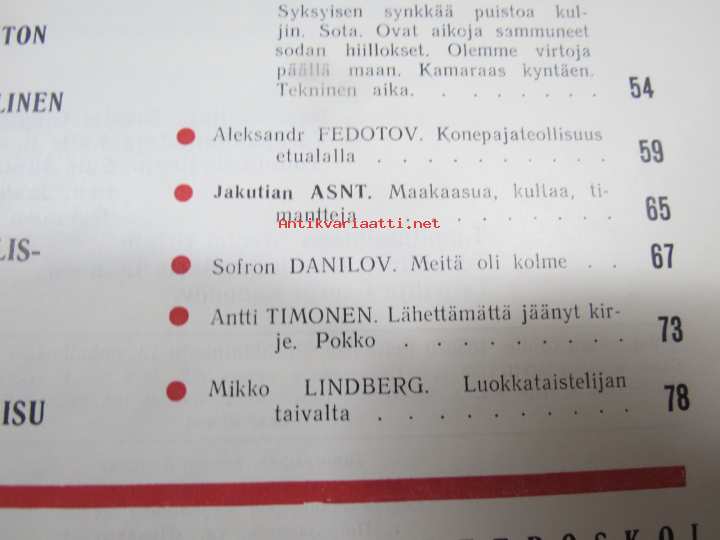 TON
LINEN
LIS-
ISU
Syksyisen synkkää puistoa kul-
jin. Sota. Ovat aikoja sammuneet
sodan hiillokset. Olemme virtoja
päällä maan. Kamaraas kyntäen.
Tekninen aika. . . . . . . . 54
Aleksandr FEDOTOV. Konepajateollisuus
etualalla . . . . . . . . . . 59
Jakutian ASNT. Maakaasua, kultaa, ti-
mantteja . . . . . . . . . . 65
Antikvariaatti.net
Sofron DANILOV. Meitä oli kolme . . 67
Antti TIMONEN. Lähettämättä jäänyt kir-
je. Pokko . . . . . . . . . 73
Mikko LINDBERG. Luokkataistelijan
taivalta . . . . . . . . . . 78